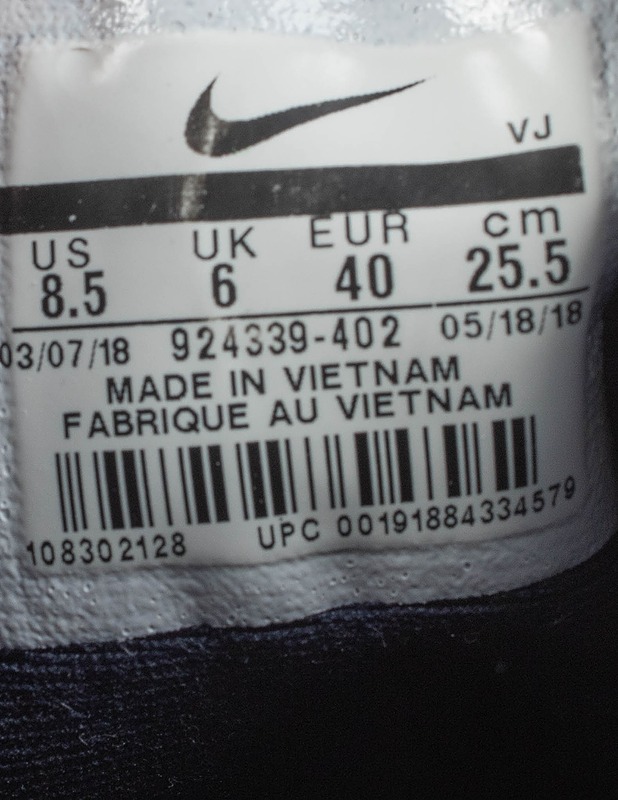 VJ
US UK EUR cm
8.5 6 40 25.5
03/07/18 924339-402 05/18/18
MADE IN VIETNAM
FABRIQUE AU VIETNAM
108302128 UPC 00191884334579